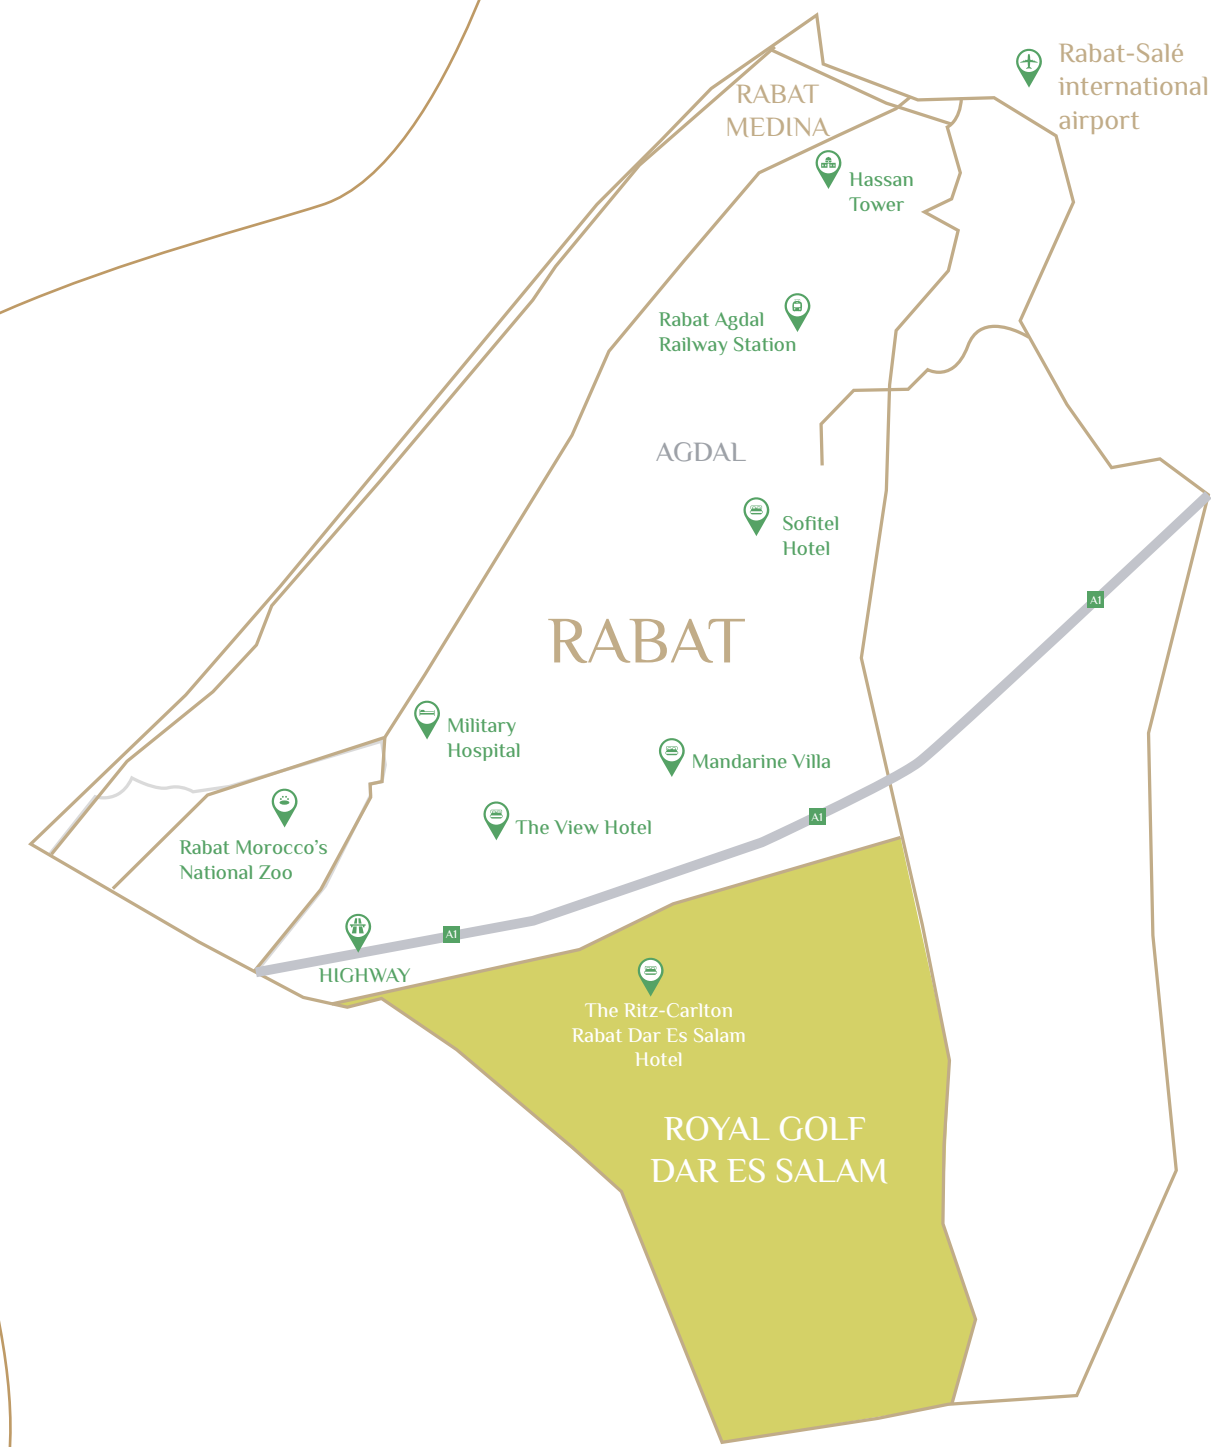 Rabat-Salé
international
airport
RABAT
MEDINA
Hassan
Tower
Rabat Agdal
Railway Station
AGDAL
Sofitel
Hotel
A1
RABAT
Military
Hospital
Mandarine Villa
A1
The View Hotel
Rabat Morocco’s
National Zoo
A1
HIGHWAY
The Ritz-Carlton
Rabat Dar Es Salam
Hotel
ROYAL GOLF
DAR ES SALAM